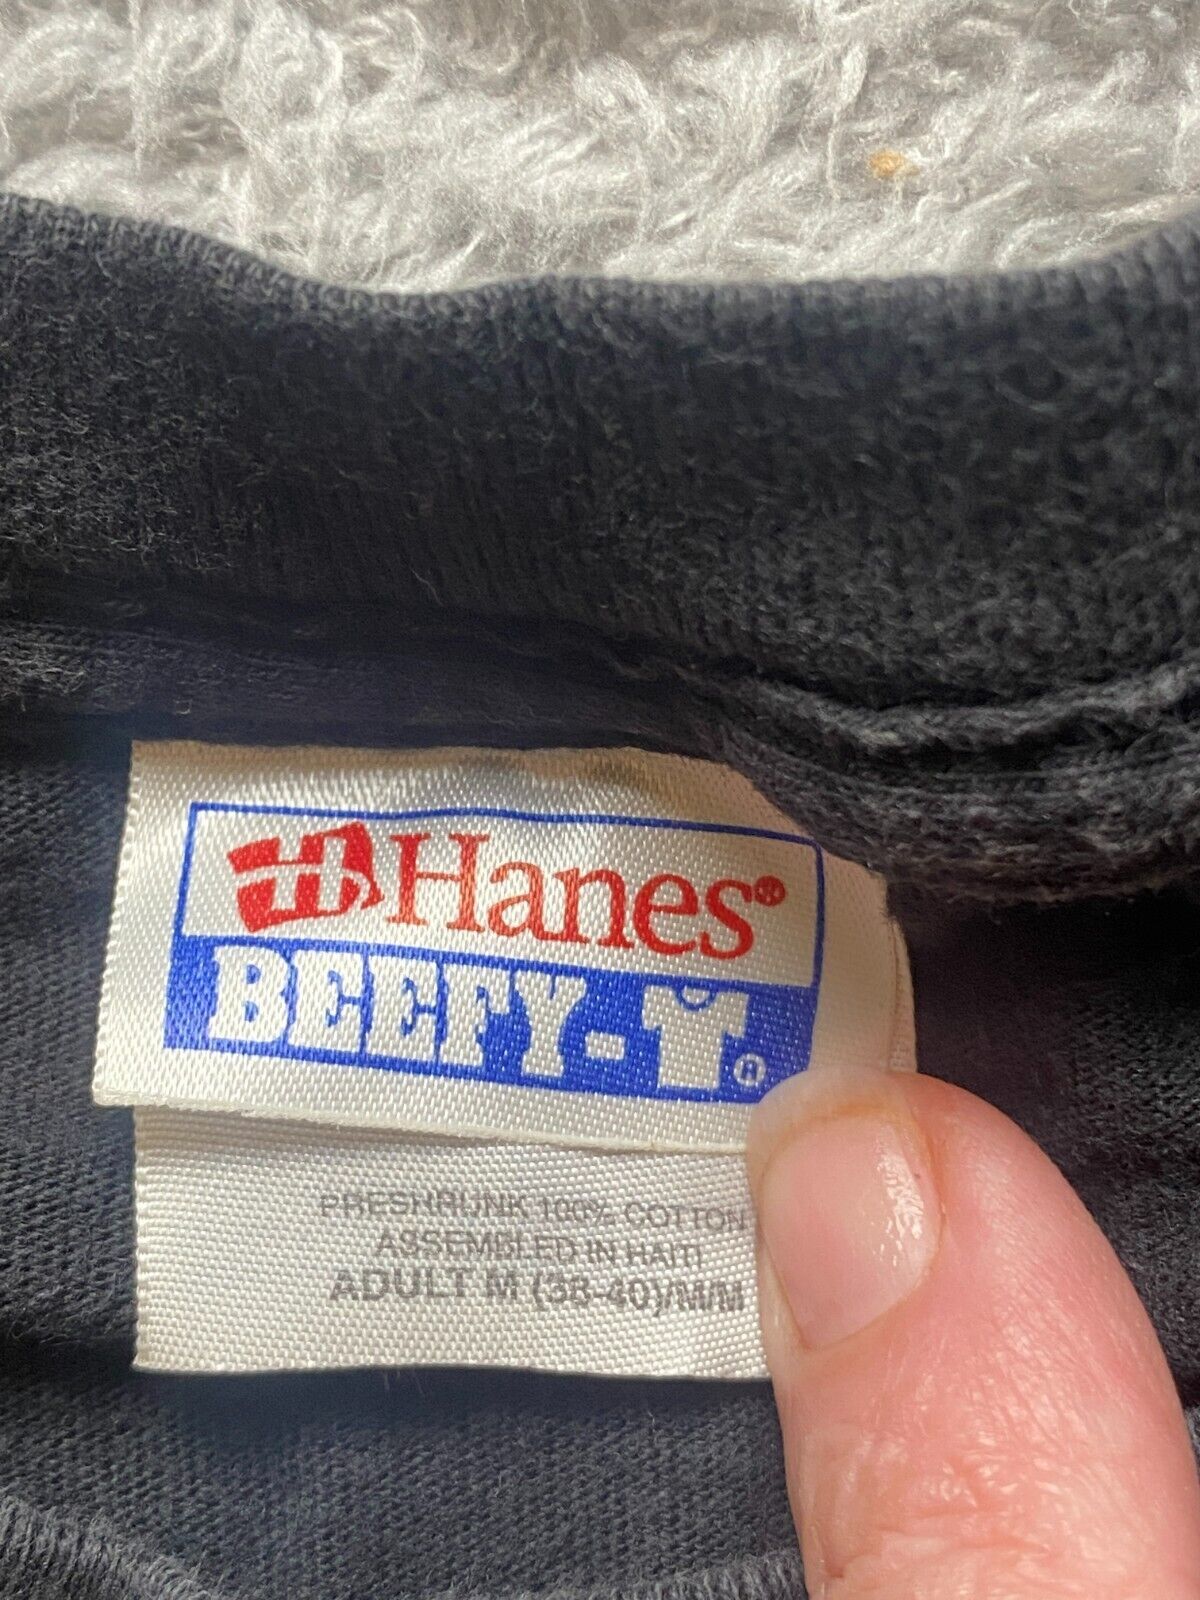 H Hanes®
BEEFY-T®
PRESHRUNK 100% COTTON
ASSEMBLED IN HAITI
ADULT M (38-40)/M/M